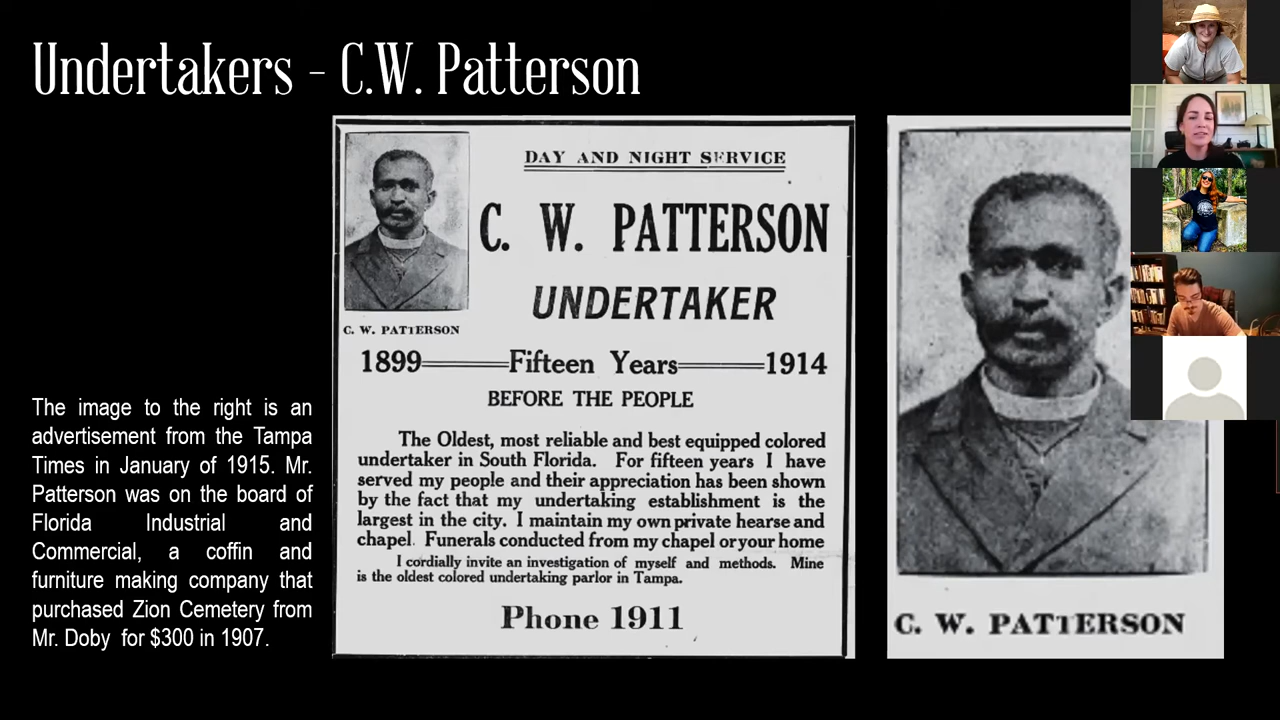 Undertakers - C.W. Patterson
DAY AND NIGHT SERVICE
C. W. PATTERSON
UNDERTAKER
C. W. PATTERSON
1899 Fifteen Years 1914
BEFORE THE PEOPLE
The Oldest, most reliable and best equipped colored
undertaker in South Florida. For fifteen years I have
served my people and their appreciation has been shown
by the fact that my undertaking establishment is the
largest in the city. I maintain my own private hearse and
chapel. Funerals conducted from my chapel or your home
I cordially invite an investigation of myself and methods. Mine
is the oldest colored undertaking parlor in Tampa.
Phone 1911
C. W. PATTERSON
The image to the right is an
advertisement from the Tampa
Times in January of 1915. Mr.
Patterson was on the board of
Florida Industrial and
Commercial, a coffin and
furniture making company that
purchased Zion Cemetery from
Mr. Doby for $300 in 1907.